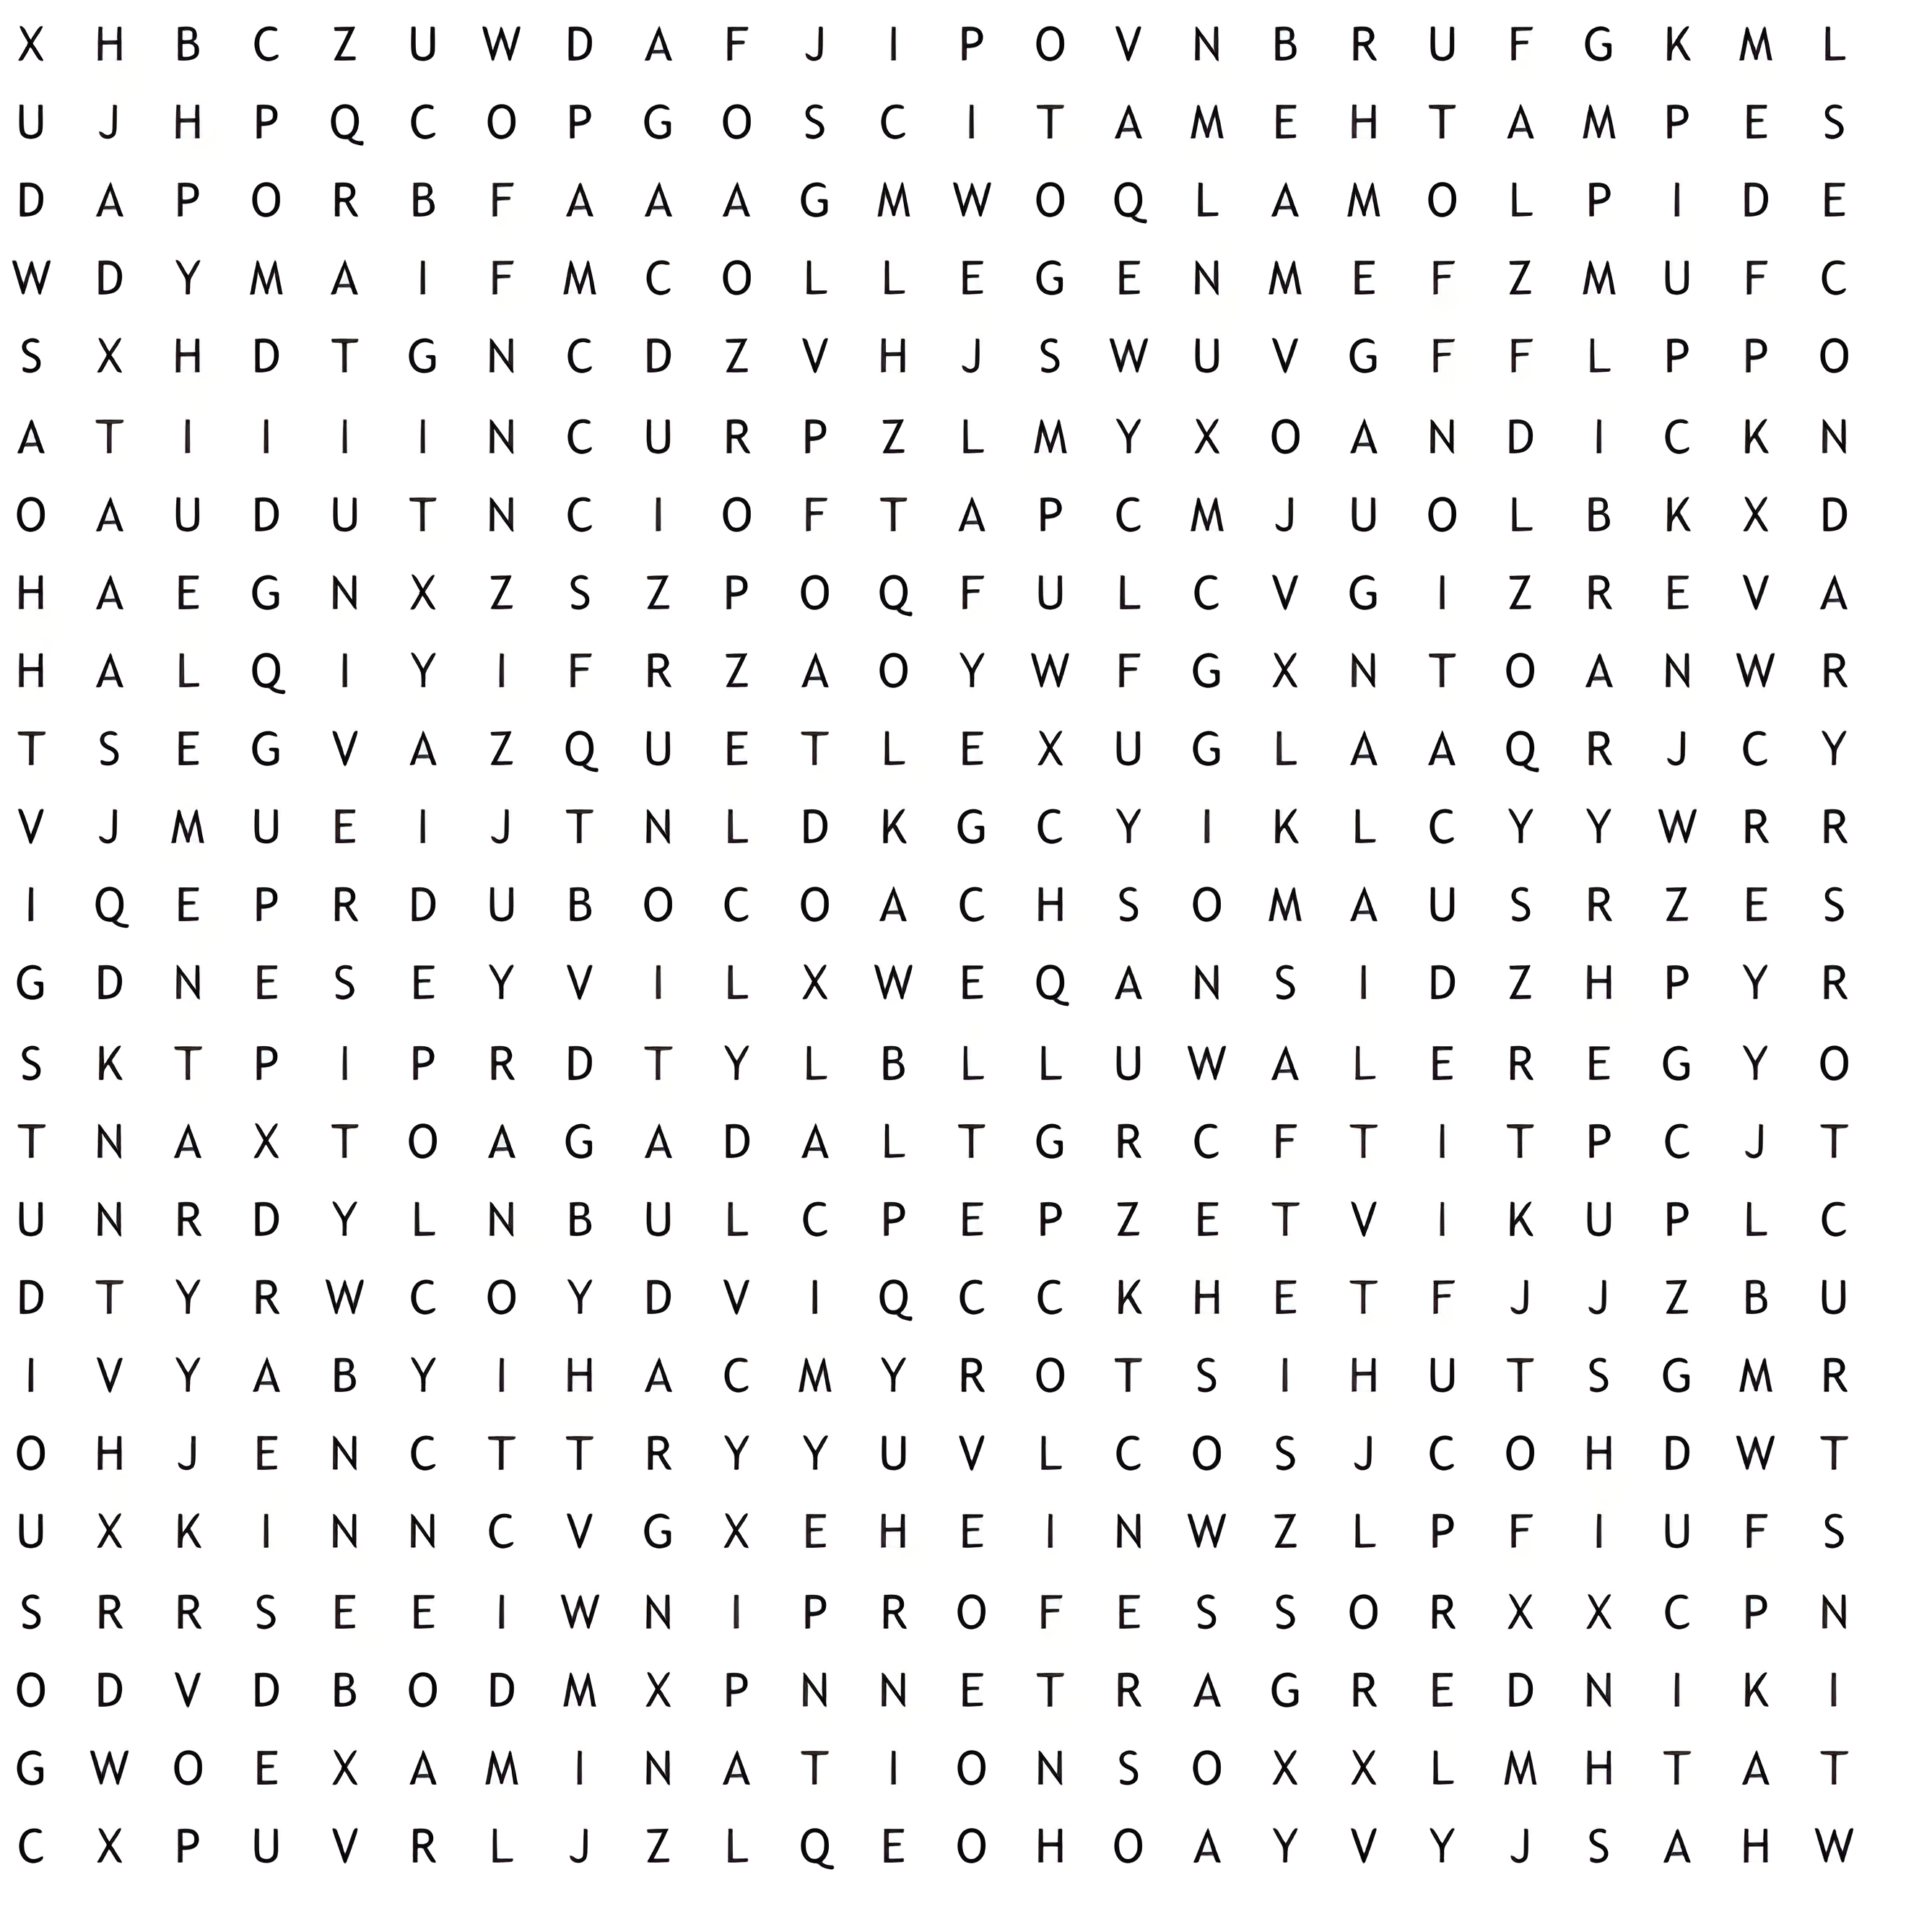 X H B C Z U W D A F J I P O V N B R U F G K M L
U J H P Q C O P G O S C I T A M E H T A M P E S
D A P O R B F A A A G M W O Q L A M O L P I D E
W D Y M A I F M C O L L E G E N M E F Z M U F C
S X H D T G N C D Z V H J S W U V G F F L P P O
A T I I I I N C U R P Z L M Y X O A N D I C K N
O A U D U T N C I O F T A P C M J U O L B K X D
H A E G N X Z S Z P O Q F U L C V G I Z R E V A
H A L Q I Y I F R Z A O Y W F G X N T O A N W R
T S E G V A Z Q U E T L E X U G L A A Q R J C Y
V J M U E I J T N L D K G C Y I K L C Y Y W R R
I Q E P R D U B O C O A C H S O M A U S R Z E S
G D N E S E Y V I L X W E Q A N S I D Z H P Y R
S K T P I P R D T Y L B L L U W A L E R E G Y O
T N A X T O A G A D A L T G R C F T I T P C J T
U N R D Y L N B U L C P E P Z E T V I K U P L C
D T Y R W C O Y D V I Q C C K H E T F J J Z B U
I V Y A B Y I H A C M Y R O T S I H U T S G M R
O H J E N C T T R Y Y U V L C O S J C O H D W T
U X K I N N C V G X E H E I N W Z L P F I U F S
S R R S E E I W N I P R O F E S S O R X X C P N
O D V D B O D M X P N N E T R A G R E D N I K I
G W O E X A M I N A T I O N S O X X L M H T A T
C X P U V R L J Z L Q E O H O A Y V Y J S A H W